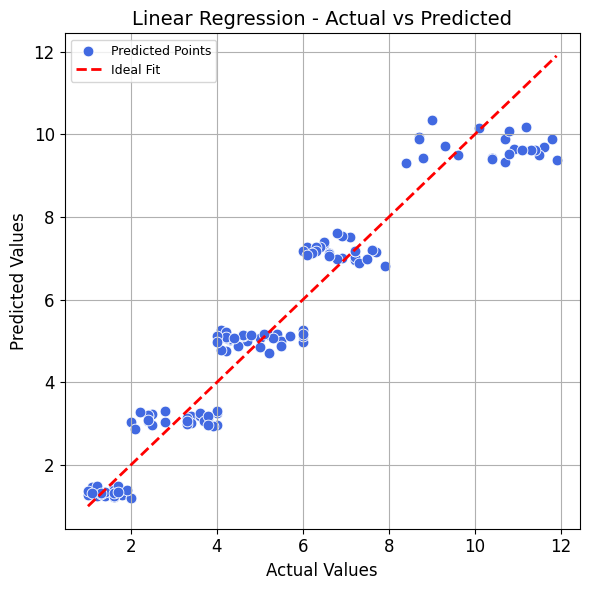 Linear Regression - Actual vs Predicted
Predicted Points
Ideal Fit
12
10
8
6
4
2
Predicted Values
2 4 6 8 10 12
Actual Values